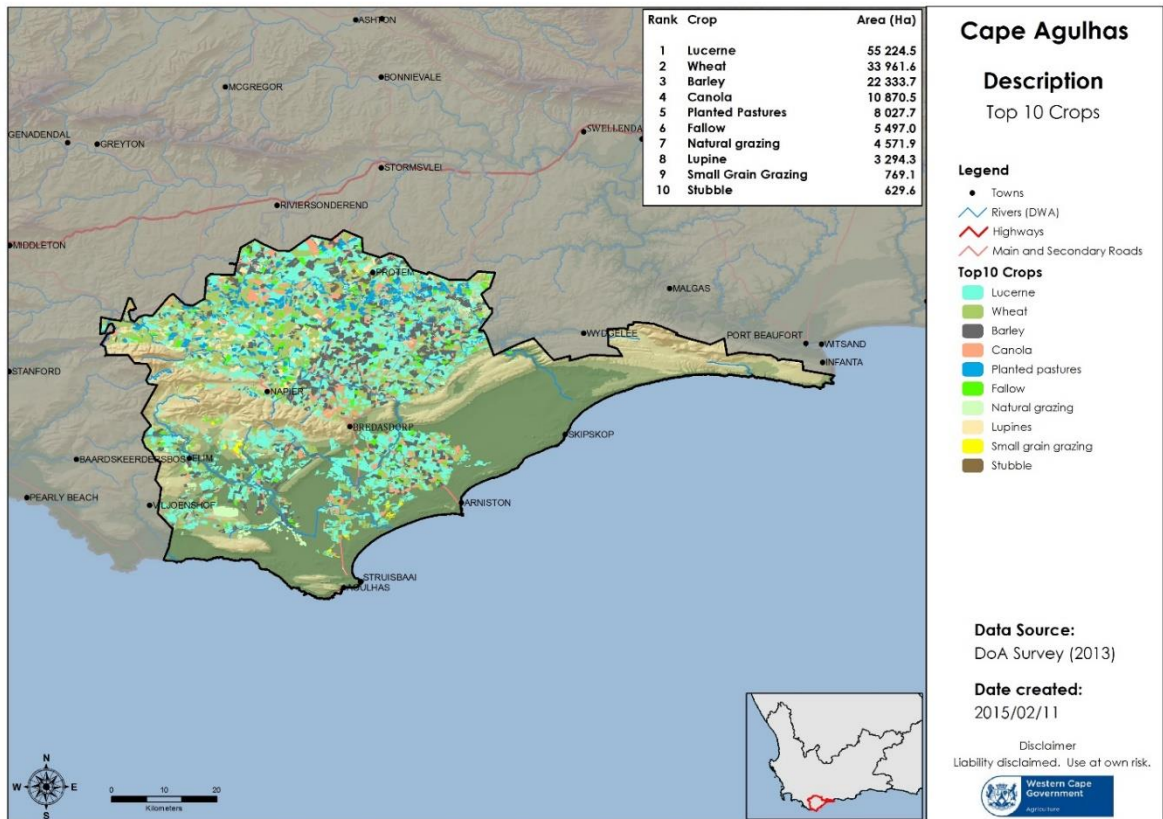 ASHTON
BONNIEVALE
MCGREGOR
GENADENDAL
GREYTON
SWELLENDA
STORMSVLEI
RIVIERSONDEREND
MIDDLETON
PROTEM
MALGAS
WYDGELEE
PORT BEAUFORT
WITSAND
INFANTA
STANFORD
NAPIER
BREDASDORP
SKIPSKOP
BAARDSKEERDERSBOS
ELIM
PEARLY BEACH
VILJOENSHOF
ARNISTON
STRUISBAAI
AGULHAS
Rank Crop Area (Ha)
1 Lucerne 55 224.5
2 Wheat 33 961.6
3 Barley 22 333.7
4 Canola 10 870.5
5 Planted Pastures 8 027.7
6 Fallow 5 497.0
7 Natural grazing 4 571.9
8 Lupine 3 294.3
9 Small Grain Grazing 769.1
10 Stubble 629.6
N
W E
S
10 5 0 10 20
Kilometers
Cape Agulhas
Description
Top 10 Crops
Legend
Towns
Rivers (DWA)
Highways
Main and Secondary Roads
Top10 Crops
Lucerne
Wheat
Barley
Canola
Planted pastures
Fallow
Natural grazing
Lupines
Small grain grazing
Stubble
Data Source:
DoA Survey (2013)
Date created:
2015/02/11
Disclaimer
Liability disclaimed. Use at own risk.
Western Cape
Government
Agriculture